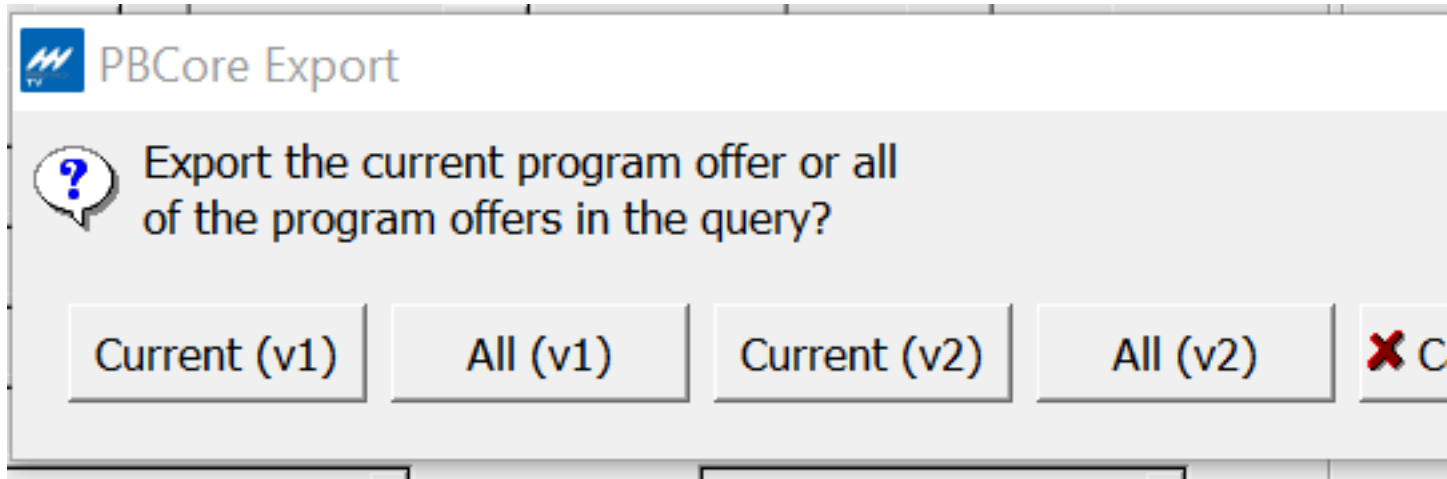 PBCore Export
Export the current program offer or all
of the program offers in the query?
Current (v1) All (v1) Current (v2) All (v2)